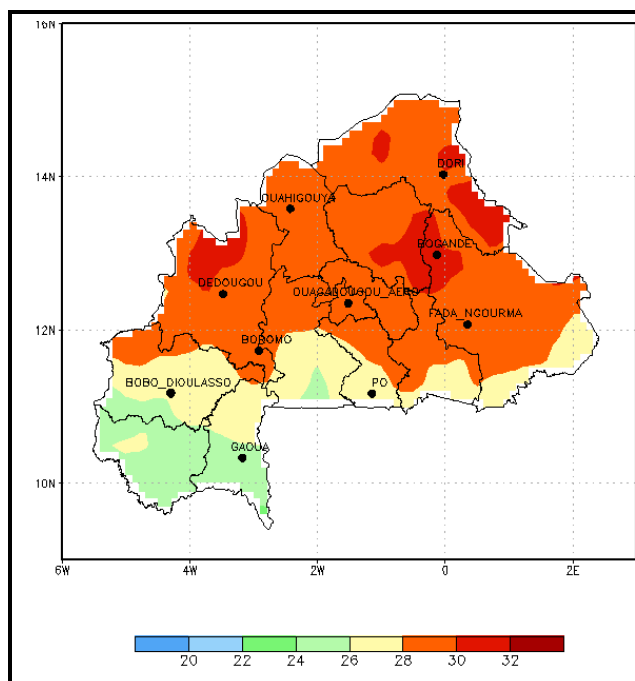 16N
DORI
14N
OUAHIGOUYA
BOGANDE
DEDOUGOU
OUAGADOUGOU_AERO
FADA_NGOURMA
12N
BOROMO
BOBO_DIOULASSO
PO
GAOUA
10N
6W 4W 2W 0 2E
20 22 24 26 28 30 32